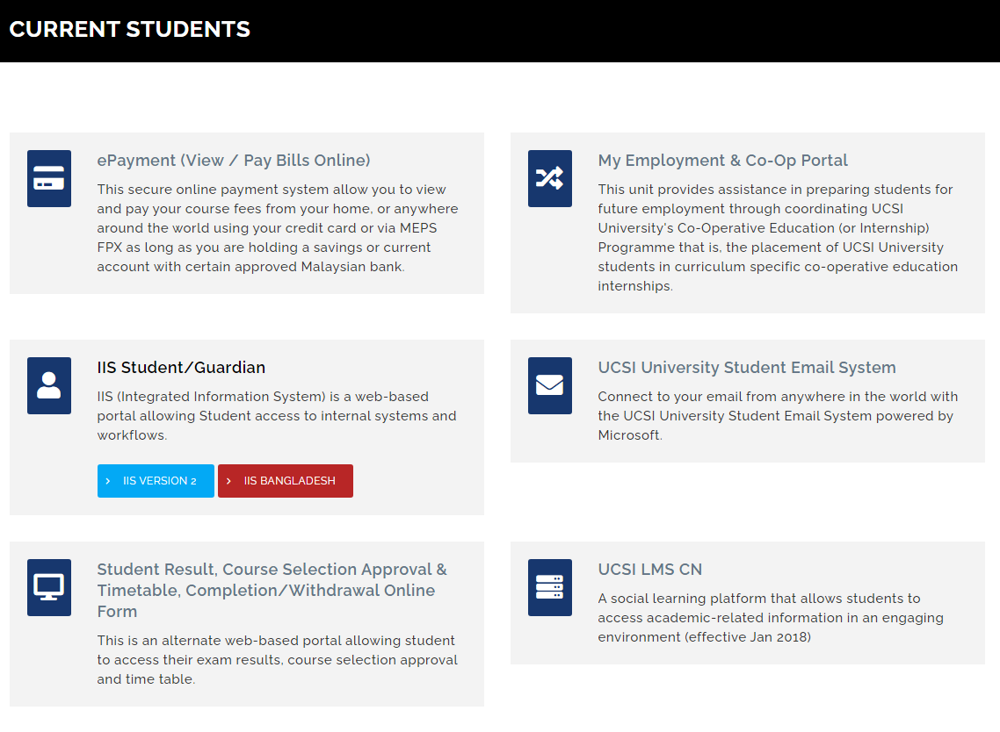 CURRENT STUDENTS
ePayment (View / Pay Bills Online)
This secure online payment system allow you to view
and pay your course fees from your home, or anywhere
around the world using your credit card or via MEPS
FPX as long as you are holding a savings or current
account with certain approved Malaysian bank.
My Employment & Co-Op Portal
This unit provides assistance in preparing students for
future employment through coordinating UCSI
University's Co-Operative Education (or Internship)
Programme that is, the placement of UCSI University
students in curriculum specific co-operative education
internships.
IIS Student/Guardian
IIS (Integrated Information System) is a web-based
portal allowing Student access to internal systems and
workflows.
IIS VERSION 2
IIS BANGLADESH
UCSI University Student Email System
Connect to your email from anywhere in the world with
the UCSI University Student Email System powered by
Microsoft.
Student Result, Course Selection Approval &
Timetable, Completion/Withdrawal Online
Form
This is an alternate web-based portal allowing student
to access their exam results, course selection approval
and time table.
UCSI LMS CN
A social learning platform that allows students to
access academic-related information in an engaging
environment (effective Jan 2018)